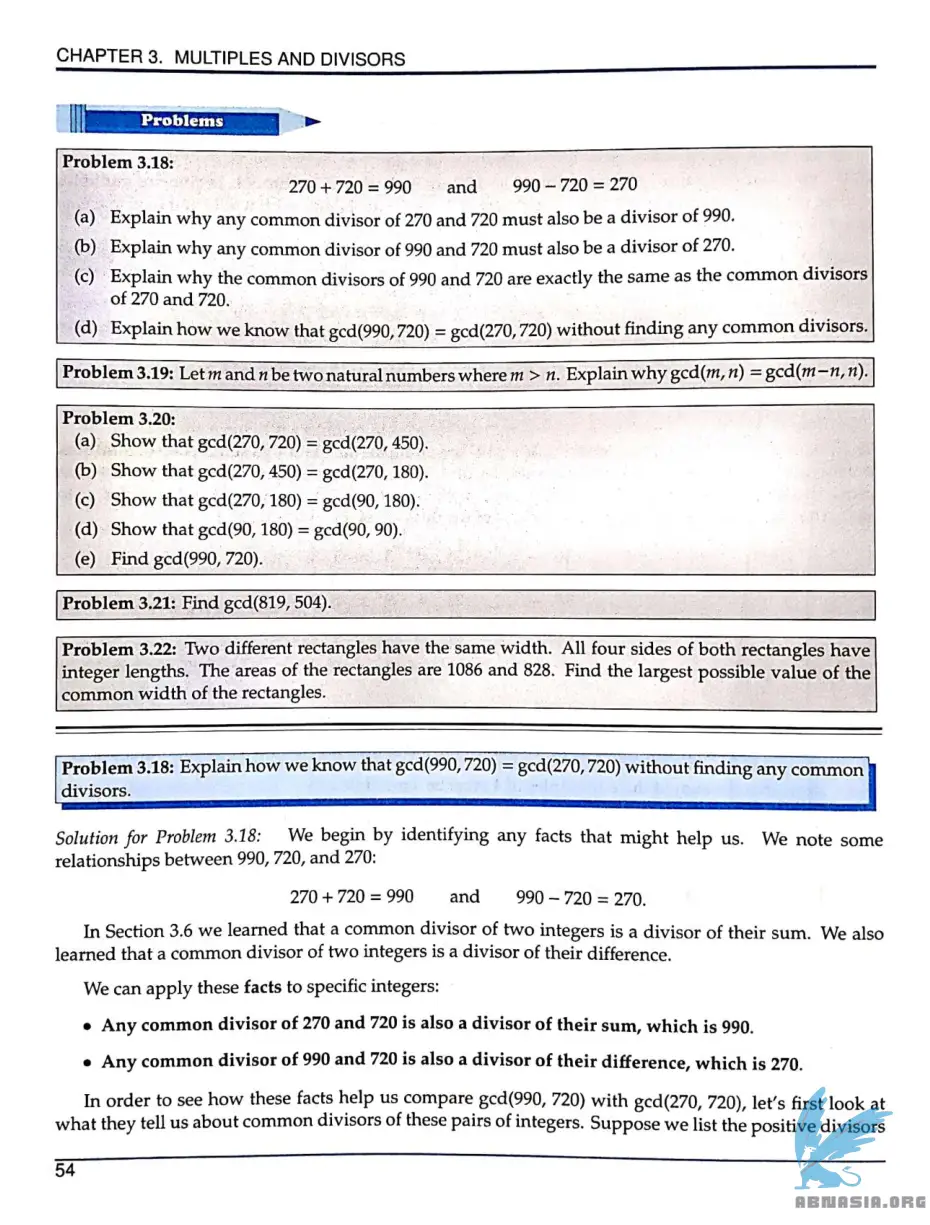 CHAPTER 3. MULTIPLES AND DIVISORS
Problems
Problem 3.18:
270 + 720 = 990 and 990 − 720 = 270
(a) Explain why any common divisor of 270 and 720 must also be a divisor of 990.
(b) Explain why any common divisor of 990 and 720 must also be a divisor of 270.
(c) Explain why the common divisors of 990 and 720 are exactly the same as the common divisors
of 270 and 720.
(d) Explain how we know that gcd(990, 720) = gcd(270, 720) without finding any common divisors.
Problem 3.19: Let m and n be two natural numbers where m > n. Explain why gcd(m, n) = gcd(m−n, n).
Problem 3.20:
(a) Show that gcd(270, 720) = gcd(270, 450).
(b) Show that gcd(270, 450) = gcd(270, 180).
(c) Show that gcd(270, 180) = gcd(90, 180).
(d) Show that gcd(90, 180) = gcd(90, 90).
(e) Find gcd(990, 720).
Problem 3.21: Find gcd(819, 504).
Problem 3.22: Two different rectangles have the same width. All four sides of both rectangles have
integer lengths. The areas of the rectangles are 1086 and 828. Find the largest possible value of the
common width of the rectangles.
Problem 3.18: Explain how we know that gcd(990, 720) = gcd(270, 720) without finding any common
divisors.
Solution for Problem 3.18: We begin by identifying any facts that might help us. We note some
relationships between 990, 720, and 270:
270 + 720 = 990 and 990 − 720 = 270.
In Section 3.6 we learned that a common divisor of two integers is a divisor of their sum. We also
learned that a common divisor of two integers is a divisor of their difference.
We can apply these facts to specific integers:
• Any common divisor of 270 and 720 is also a divisor of their sum, which is 990.
• Any common divisor of 990 and 720 is also a divisor of their difference, which is 270.
In order to see how these facts help us compare gcd(990, 720) with gcd(270, 720), let's first look at
what they tell us about common divisors of these pairs of integers. Suppose we list the positive divisors
54
ABNASIA.ORG